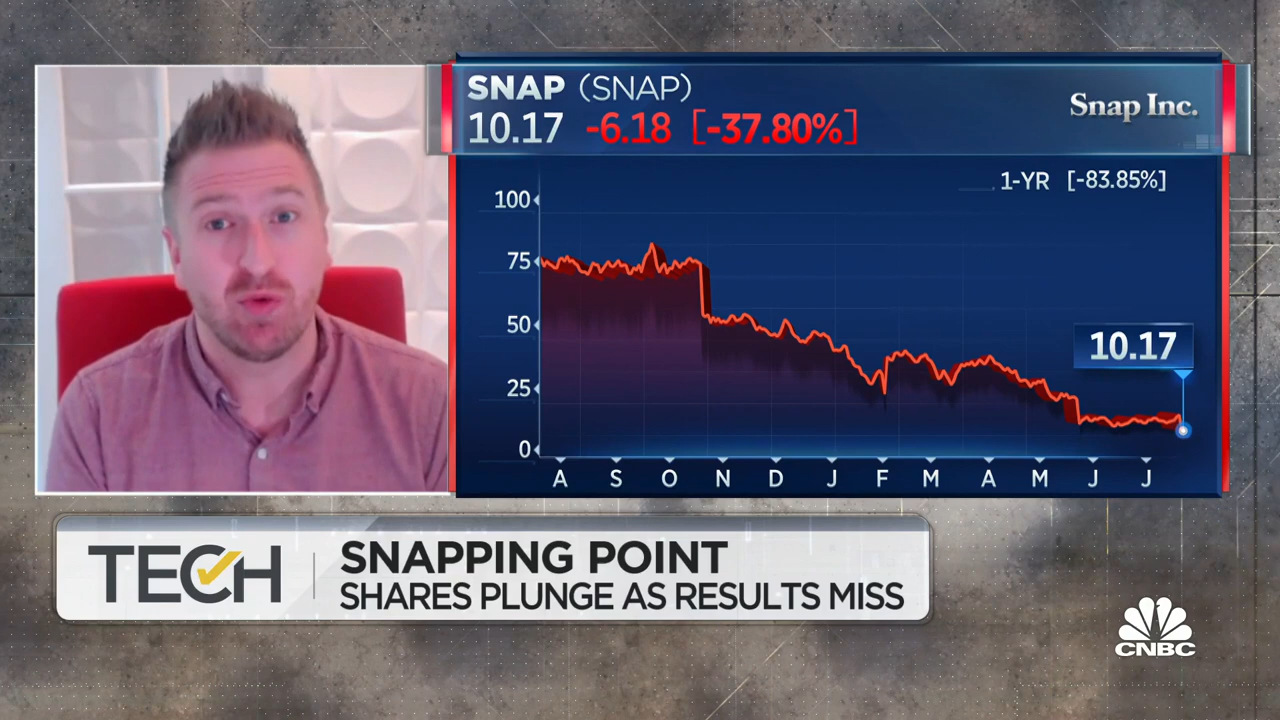 SNAP (SNAP)
10.17 -6.18 [-37.80%]
Snap Inc.
1-YR [-83.85%]
100
75
50
25
0
10.17
A S O N D J F M A M J J
TECH
SNAPPING POINT
SHARES PLUNGE AS RESULTS MISS
CNBC